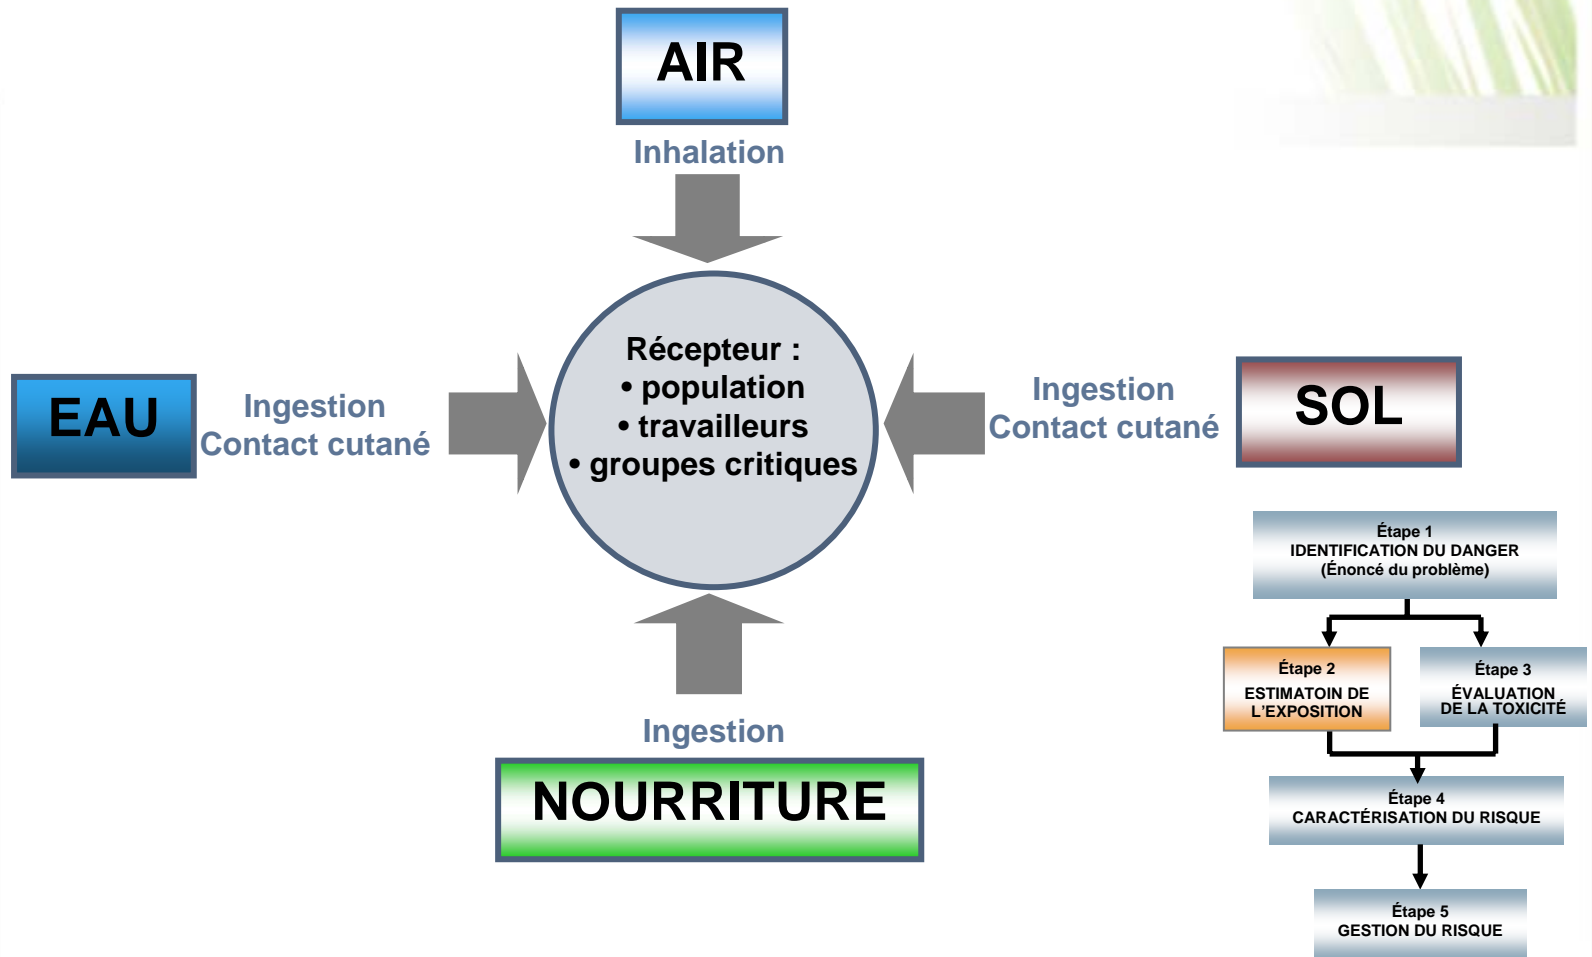 AIR
Inhalation
EAU
Ingestion
Contact cutané
Récepteur :
• population
• travailleurs
• groupes critiques
Ingestion
Contact cutané
SOL
Ingestion
NOURRITURE
Étape 1
IDENTIFICATION DU DANGER
(Énoncé du problème)
Étape 2
ESTIMATOIN DE
L'EXPOSITION
Étape 3
ÉVALUATION
DE LA TOXICITÉ
Étape 4
CARACTÉRISATION DU RISQUE
Étape 5
GESTION DU RISQUE